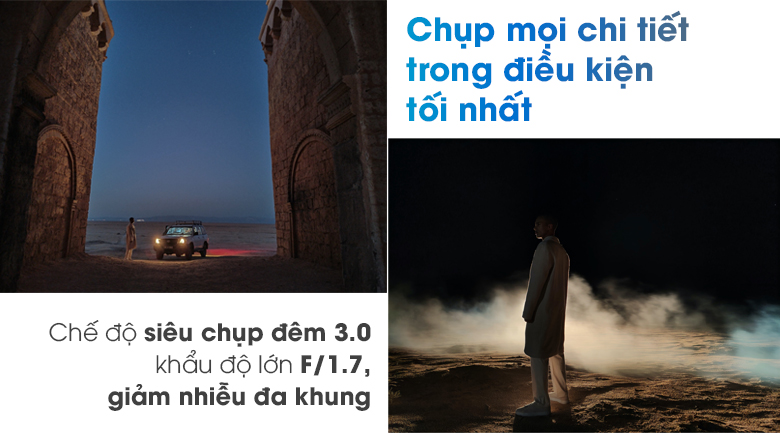 Chụp mọi chi tiết
trong điều kiện
tối nhất
Chế độ siêu chụp đêm 3.0
khẩu độ lớn F/1.7,
giảm nhiễu đa khung